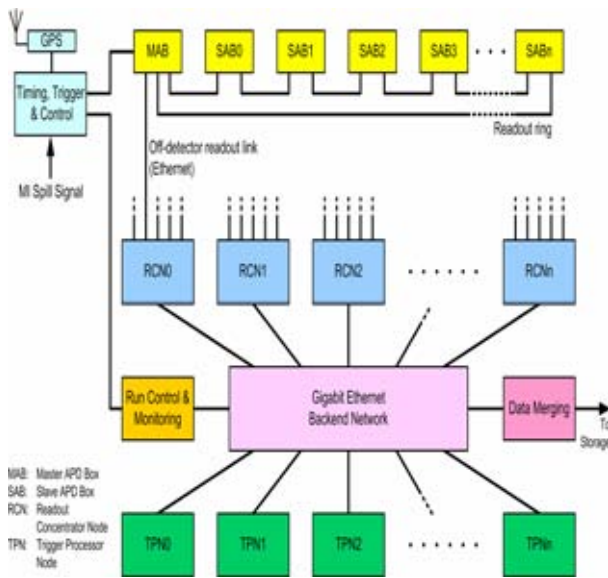 GPS
MAB
SAB0
SAB1
SAB2
SAB3
SABn
Timing, Trigger
& Control
Readout ring
Off-detector readout link
(Ethernet)
MI Spill Signal
RCN0
RCN1
RCN2
RCNn
Run Control &
Monitoring
Gigabit Ethernet
Backend Network
Data Merging
To
Storage
MAB: Master APD Box
SAB: Slave APD Box
RCN: Readout
Concentrator Node
TPN: Trigger Processor
Node
TPN0
TPN1
TPN2
TPNn